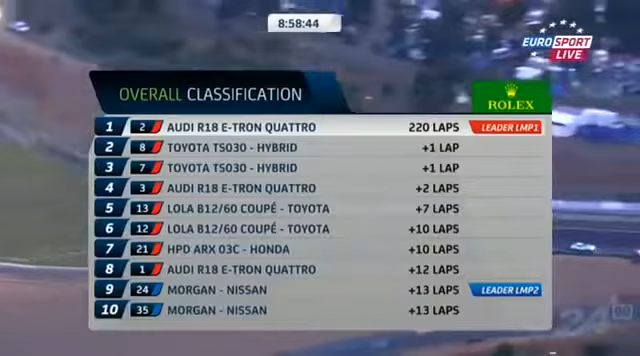 8:58:44
EUROSPORT
LIVE
OVERALL CLASSIFICATION
ROLEX
1 2 AUDI R18 E-TRON QUATTRO 220 LAPS LEADER LMP1
2 8 TOYOTA TS030 - HYBRID +1 LAP
3 7 TOYOTA TS030 - HYBRID +1 LAP
4 3 AUDI R18 E-TRON QUATTRO +2 LAPS
5 13 LOLA B12/60 COUPÉ - TOYOTA +7 LAPS
6 12 LOLA B12/60 COUPÉ - TOYOTA +10 LAPS
7 21 HPD ARX 03C - HONDA +10 LAPS
8 1 AUDI R18 E-TRON QUATTRO +12 LAPS
9 24 MORGAN - NISSAN +13 LAPS LEADER LMP2
10 35 MORGAN - NISSAN +13 LAPS